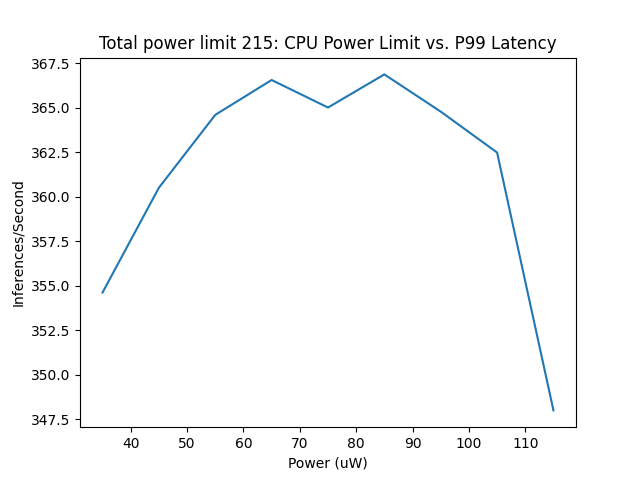 Total power limit 215: CPU Power Limit vs. P99 Latency
367.5
365.0
362.5
360.0
357.5
355.0
352.5
350.0
347.5
Inferences/Second
40 50 60 70 80 90 100 110
Power (uW)